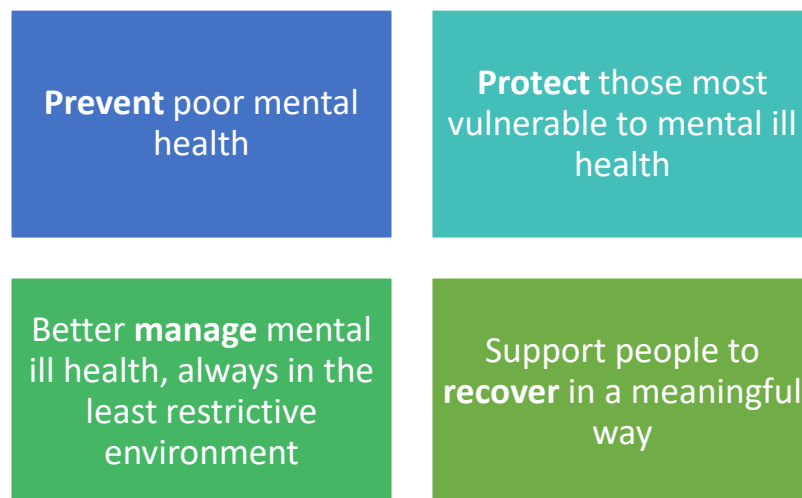 Prevent poor mental
health
Protect those most
vulnerable to mental ill
health
Better manage mental
ill health, always in the
least restrictive
environment
Support people to
recover in a meaningful
way